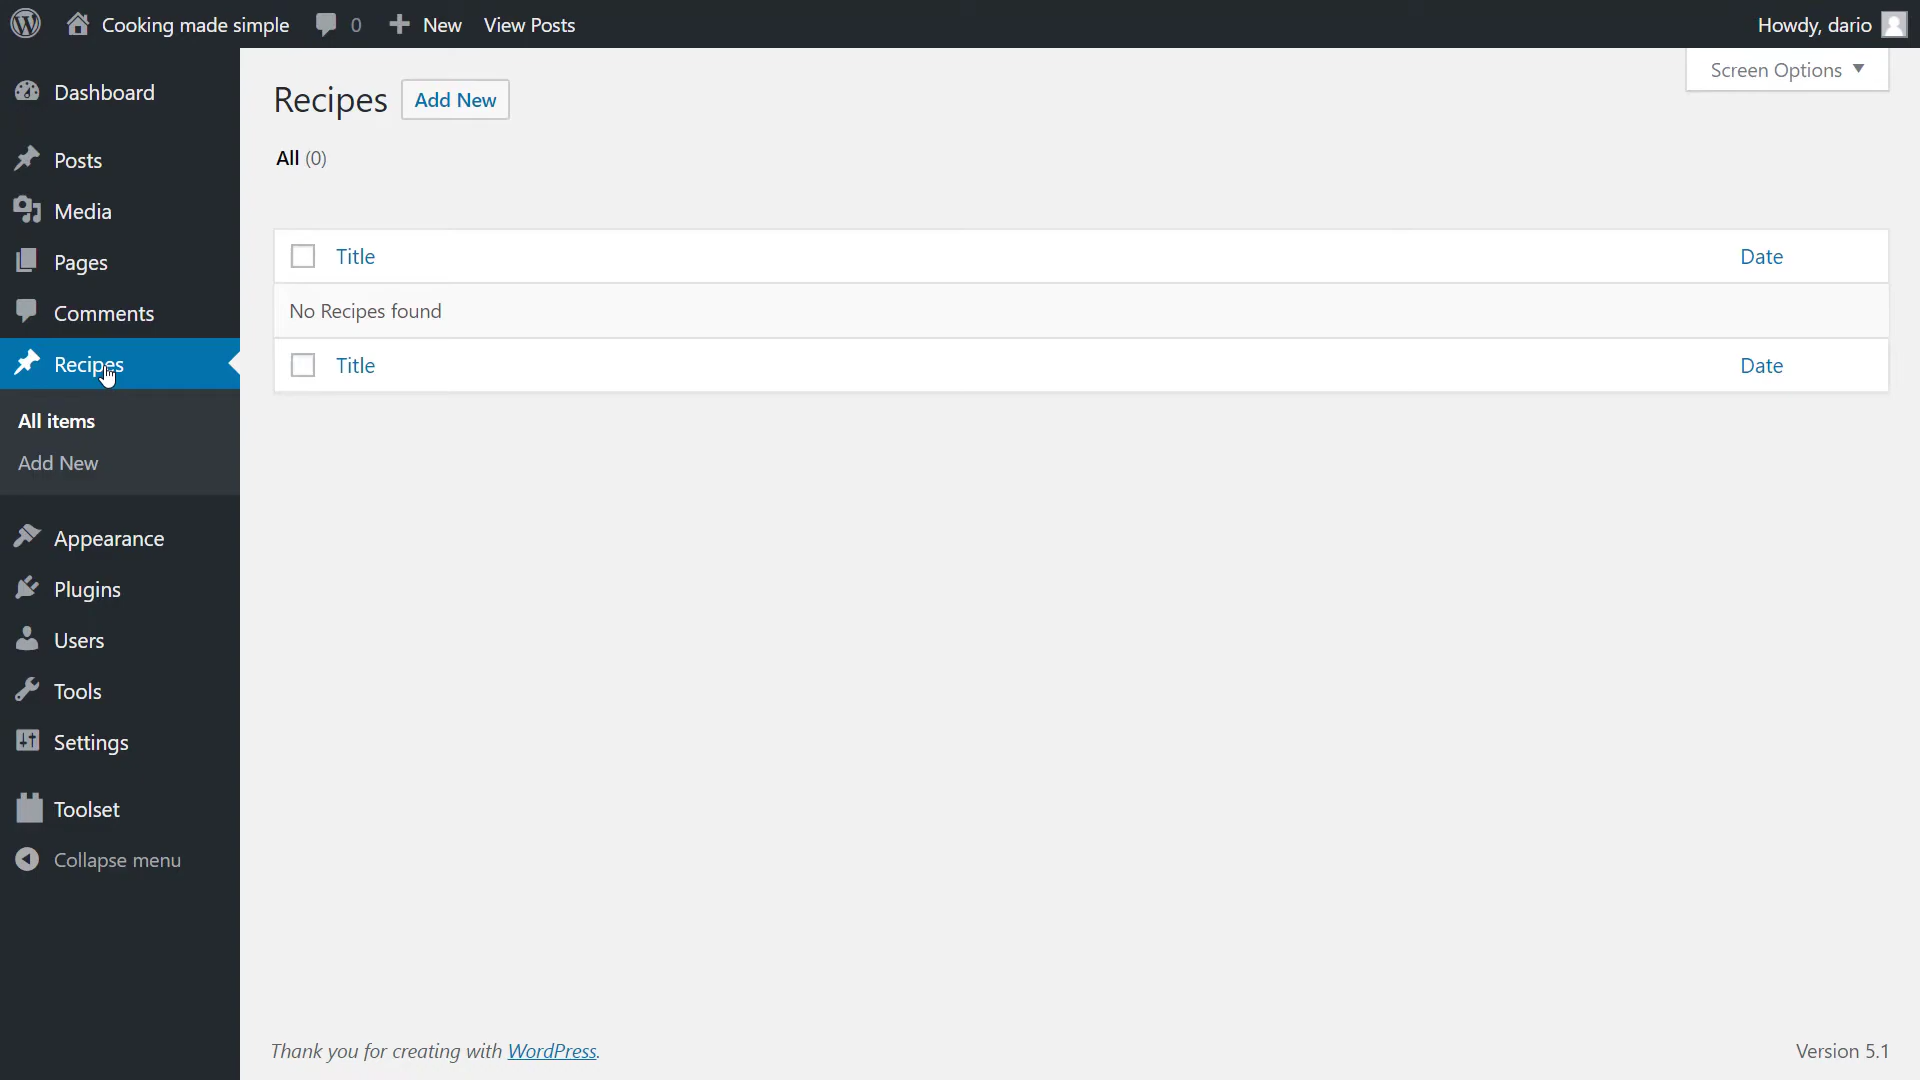 Cooking made simple 0 New View Posts Howdy, dario
Screen Options
Dashboard
Posts
Media
Pages
Comments
Recipes
All items
Add New
Appearance
Plugins
Users
Tools
Settings
Toolset
Collapse menu
Recipes Add New
All (0)
Title Date
No Recipes found
Title Date
Thank you for creating with WordPress. Version 5.1